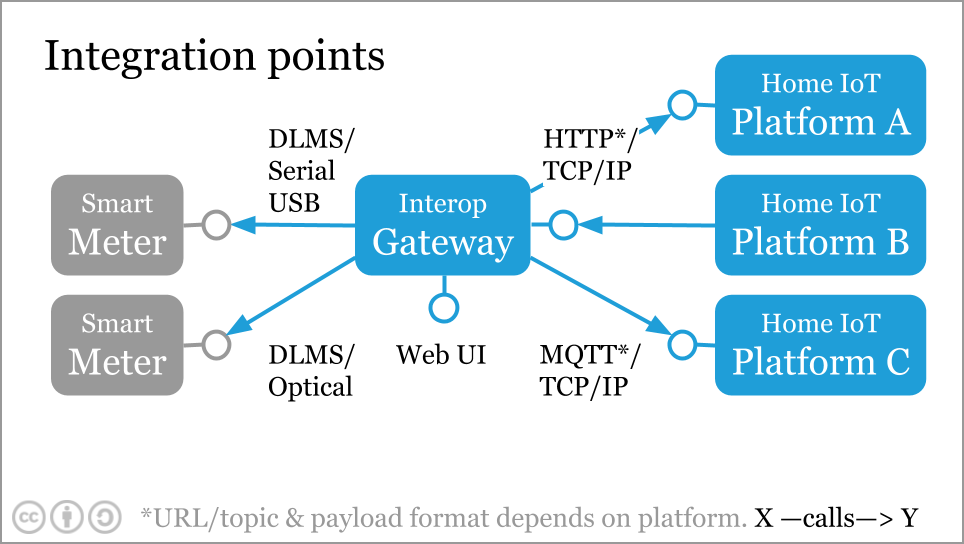 Integration points
Home IoT
Platform A
DLMS/
Serial
USB
HTTP*/
TCP/IP
Smart
Meter
Interop
Gateway
Home IoT
Platform B
Smart
Meter
DLMS/
Optical
Web UI
MQTT*/
TCP/IP
Home IoT
Platform C
cc
*URL/topic & payload format depends on platform. X —calls—> Y